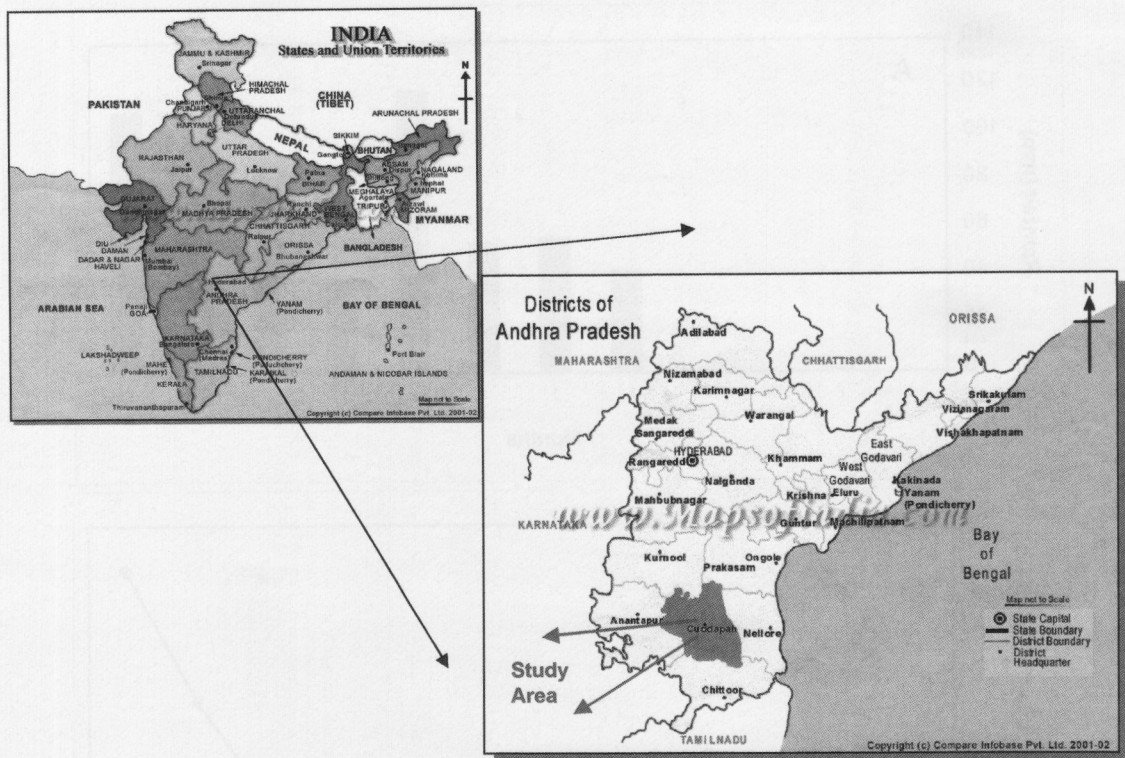 INDIA
States and Union Territories
N
JAMMU & KASHMIR
Srinagar
HIMACHAL
PRADESH
PAKISTAN
Chandigarh
PUNJAB
UTTARANCHAL
DELHI
CHINA
(TIBET)
ARUNACHAL PRADESH
HARYANA
NEPAL
SIKKIM
Gangtok
BHUTAN
RAJASTHAN
Jaipur
UTTAR
PRADESH
Lucknow
Patna
BIHAR
ASSAM
Dispur
NAGALAND
Kohima
Imphal
MANIPUR
MEGHALAYA
Agartala
TRIPURA
MIZORAM
GUJARAT
Bhopal
MADHYA PRADESH
Ranchi
JHARKHAND
WEST
BENGAL
MYANMAR
CHHATTISGARH
Raipur
ORISSA
Bhubaneshwar
BANGLADESH
DIU
DAMAN
DADAR & NAGAR
HAVELI
MAHARASHTRA
Mumbai
(Bombay)
Hyderabad
ANDHRA
PRADESH
ARABIAN SEA
Panaji
GOA
YANAM
(Pondicherry)
BAY OF BENGAL
KARNATAKA
Bangalore
Chennai
(Madras)
LAKSHADWEEP
MAHE
(Pondicherry)
TAMILNADU
PONDICHERRY
(Puduchcherry)
KARAIKAL
(Pondicherry)
Port Blair
ANDAMAN & NICOBAR ISLANDS
KERALA
Thiruvananthapuram
Map not to Scale
Copyright (c) Compare Infobase Pvt. Ltd. 2001-02
Districts of
Andhra Pradesh
N
ORISSA
Adilabad
MAHARASHTRA
CHHATTISGARH
Nizamabad
Karimnagar
Srikakulam
Vizianagaram
Warangal
Medak
Sangareddi
Vishakhapatnam
HYDERABAD
Rangareddi
Khammam
East
Godavari
West
Godavari
Nalgonda
Kakinada
Mahbubnagar
Krishna
Eluru
Yanam
(Pondicherry)
KARNATAKA
www.Mapsofindia.com
Guntur
Machilipatnam
Kurnool
Prakasam
Ongole
Bay
of
Bengal
Anantapur
Cuddapah
Nellore
Map not to Scale
State Capital
State Boundary
District Boundary
District
Headquarter
Study
Area
Chittoor
TAMILNADU
Copyright (c) Compare Infobase Pvt. Ltd. 2001-02